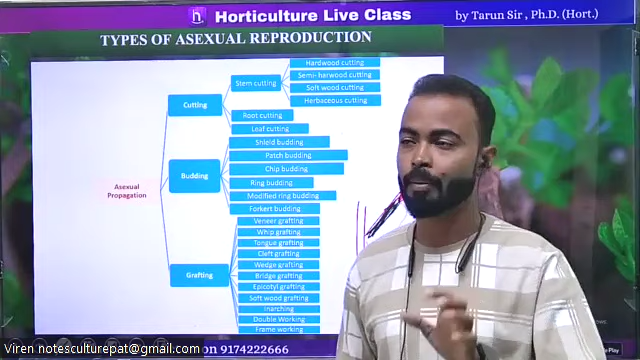 h Horticulture Live Class
by Tarun Sir , Ph.D. (Hort.)
TYPES OF ASEXUAL REPRODUCTION
Asexual
Propagation
Cutting
Stem cutting
Hardwood cutting
Semi- harwood cutting
Soft wood cutting
Herbaceous cutting
Root cutting
Leaf cutting
Budding
Shield budding
Patch budding
Chip budding
Ring budding
Modified ring budding
Forkert budding
Grafting
Veneer grafting
Whip grafting
Tongue grafting
Cleft grafting
Wedge grafting
Bridge grafting
Epicotyl grafting
Soft wood grafting
Inarching
Double Working
Frame working
Viren.notesculturepat@gmail.com
on 9174222666